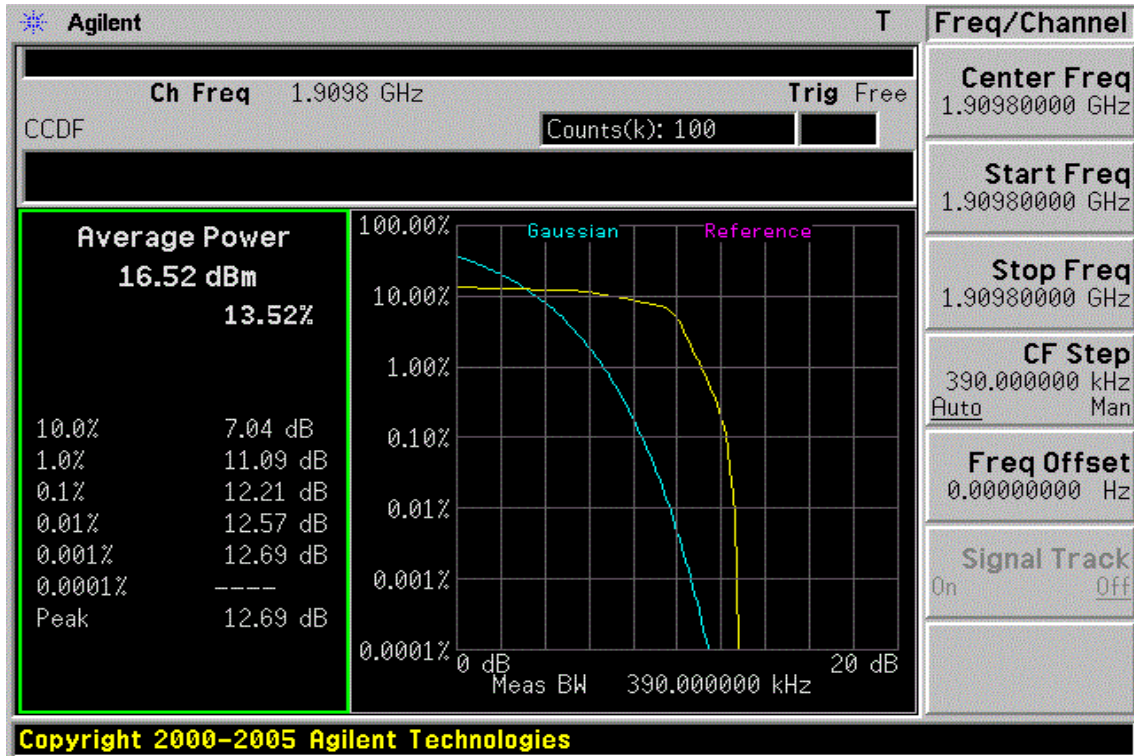 Agilent T
Freq/Channel
Ch Freq 1.9098 GHz Trig Free
CCDF Counts(k): 100
Average Power
16.52 dBm
13.52%
10.0% 7.04 dB
1.0% 11.09 dB
0.1% 12.21 dB
0.01% 12.57 dB
0.001% 12.69 dB
0.0001% ----
Peak 12.69 dB
Gaussian Reference
100.00%
10.00%
1.00%
0.10%
0.01%
0.001%
0.0001%
0 dB 20 dB
Meas BW 390.000000 kHz
Center Freq
1.90980000 GHz
Start Freq
1.90980000 GHz
Stop Freq
1.90980000 GHz
CF Step
390.000000 kHz
Auto Man
Freq Offset
0.00000000 Hz
Signal Track
On Off
Copyright 2000-2005 Agilent Technologies